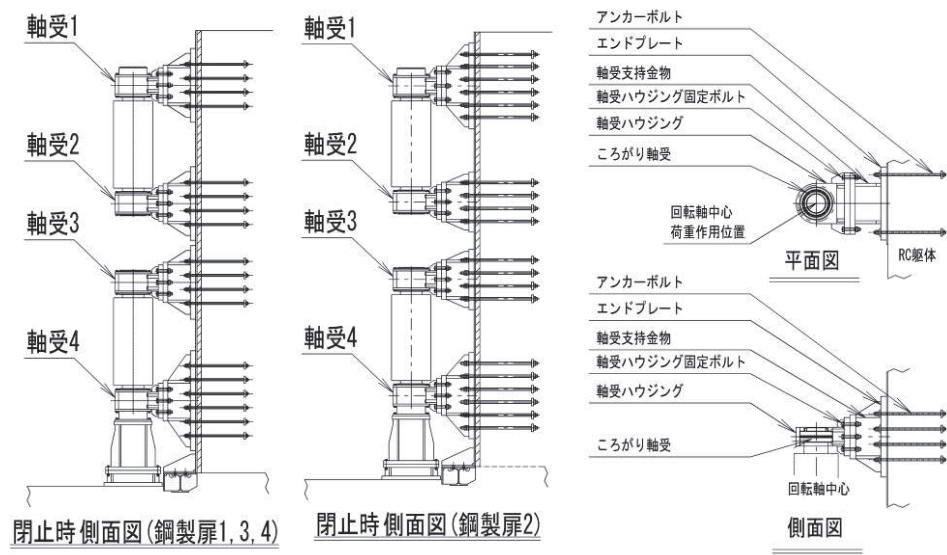 軸受1
軸受2
軸受3
軸受4
閉止時 側面図(鋼製扉1,3,4)
軸受1
軸受2
軸受3
軸受4
閉止時 側面図(鋼製扉2)
アンカーボルト
エンドプレート
軸受支持金物
軸受ハウジング固定ボルト
軸受ハウジング
ころがり軸受
回転軸中心
荷重作用位置
平面図
RC躯体
アンカーボルト
エンドプレート
軸受支持金物
軸受ハウジング固定ボルト
軸受ハウジング
ころがり軸受
回転軸中心
側面図